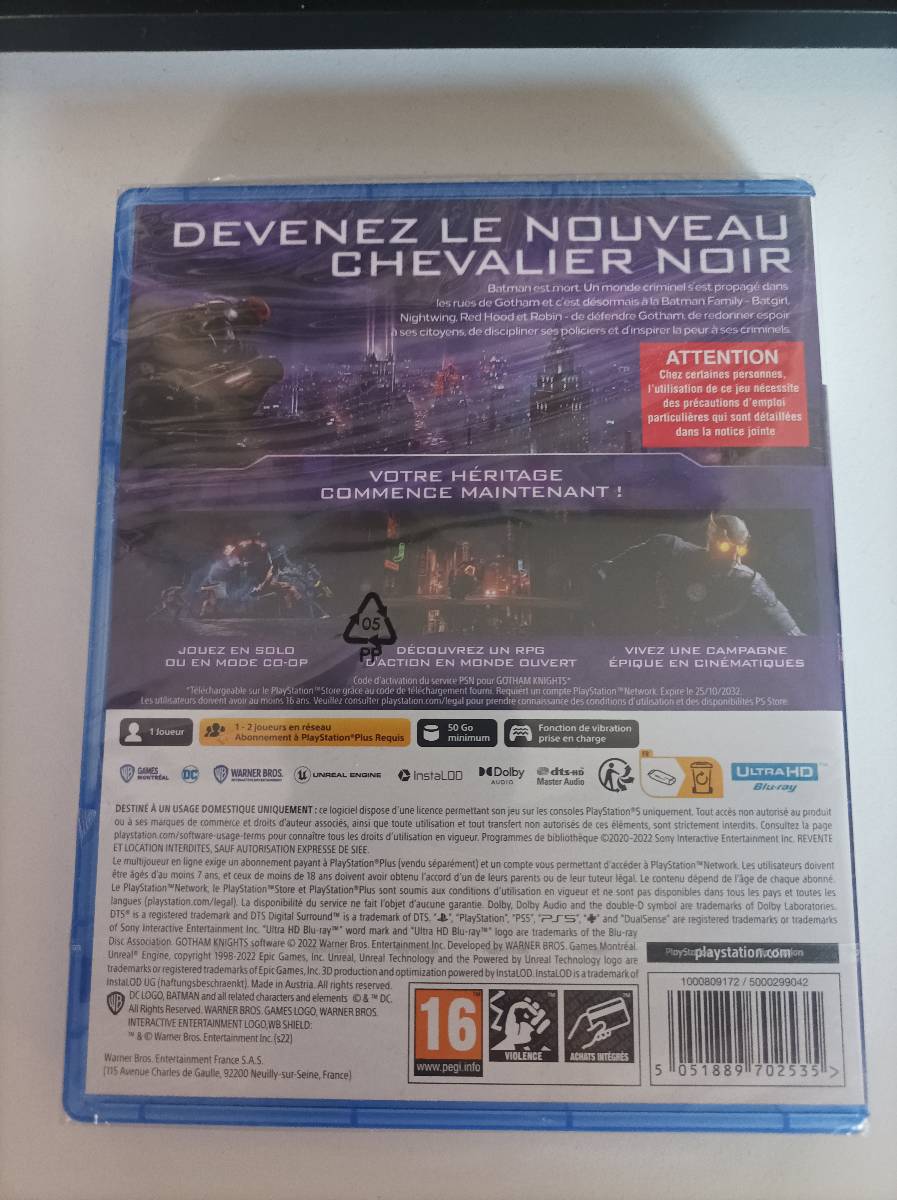 DEVENEZ LE NOUVEAU
CHEVALIER NOIR
Batman est mort. Un monde criminel s'est propagé dans
les rues de Gotham et c'est désormais à la Batman Family - Batgirl,
Nightwing, Red Hood et Robin - de défendre Gotham, de redonner espoir
à ses citoyens, de discipliner ses policiers et d'inspirer la peur à ses criminels.
ATTENTION
Chez certaines personnes,
l'utilisation de ce jeu nécessite
des précautions d'emploi
particulières qui sont détaillées
dans la notice jointe
VOTRE HÉRITAGE
COMMENCE MAINTENANT !
05
PP
JOUEZ EN SOLO
OU EN MODE CO-OP
DÉCOUVREZ UN RPG
D'ACTION EN MONDE OUVERT
VIVEZ UNE CAMPAGNE
ÉPIQUE EN CINÉMATIQUES
Code d'activation du service PSN pour GOTHAM KNIGHTS*
*Téléchargeable sur le PlayStation™Store grâce au code de téléchargement fourni. Requiert un compte PlayStation™Network. Expire le 25/10/2032.
Les utilisateurs doivent avoir au moins 16 ans. Veuillez consulter playstation.com/legal pour prendre connaissance des conditions d'utilisation et des disponibilités PS Store.
1 Joueur
1 - 2 joueurs en réseau
Abonnement à PlayStation®Plus Requis
50 Go
minimum
Fonction de vibration
prise en charge
GAMES
MONTRÉAL
DC
WARNER BROS.
INTERACTIVE ENTERTAINMENT
UNREAL ENGINE
InstaLOD
Dolby
AUDIO
dts-HD
Master Audio
FR
ULTRA HD
Blu-ray™
DESTINÉ À UN USAGE DOMESTIQUE UNIQUEMENT : ce logiciel dispose d'une licence permettant son jeu sur les consoles PlayStation®5 uniquement. Tout accès non autorisé au produit
ou à ses marques de commerce et droits d'auteur associés, ainsi que toute utilisation et tout transfert non autorisés de ces éléments, sont strictement interdits. Consultez la page
playstation.com/software-usage-terms pour connaître tous les droits d'utilisation en vigueur. Programmes de bibliothèque ©2020-2022 Sony Interactive Entertainment Inc. REVENTE
ET LOCATION INTERDITES, SAUF AUTORISATION EXPRESSE DE SIEE.
Le multijoueur en ligne exige un abonnement payant à PlayStation®Plus (vendu séparément) et un compte vous permettant d'accéder à PlayStation™Network. Les utilisateurs doivent
être âgés d'au moins 7 ans, et ceux de moins de 18 ans doivent avoir obtenu l'accord d'un de leurs parents ou de leur tuteur légal. Le contenu dépend de l'âge de chaque abonné.
Le PlayStation™Network, le PlayStation™Store et PlayStation®Plus sont soumis aux conditions d'utilisation en vigueur et ne sont pas disponibles dans tous les pays et toutes les
langues (playstation.com/legal). La disponibilité du service ne fait l'objet d'aucune garantie. Dolby, Dolby Audio and the double-D symbol are trademarks of Dolby Laboratories.
DTS® is a registered trademark and DTS Digital Surround™ is a trademark of DTS. "", "PlayStation", "PS5", "PS5", "" and "DualSense" are registered trademarks or trademarks
of Sony Interactive Entertainment Inc. "Ultra HD Blu-ray™" word mark and "Ultra HD Blu-ray™" logo are trademarks of the Blu-ray
Disc Association. GOTHAM KNIGHTS software © 2022 Warner Bros. Entertainment Inc. Developed by WARNER BROS. Games Montréal.
Unreal® Engine, copyright 1998-2022 Epic Games, Inc. Unreal, Unreal Technology and the Powered by Unreal Technology logo are
trademarks or registered trademarks of Epic Games, Inc. 3D production and optimization powered by InstaLOD. InstaLOD is a trademark of
InstaLOD UG (haftungsbeschraenkt). Made in Austria. All rights reserved.
DC LOGO, BATMAN and all related characters and elements © & ™ DC.
All Rights Reserved. WARNER BROS. GAMES LOGO, WARNER BROS.
INTERACTIVE ENTERTAINMENT LOGO, WB SHIELD:
™ & © Warner Bros. Entertainment Inc. (s22)
Warner Bros. Entertainment France S.A.S.
(115 Avenue Charles de Gaulle, 92200 Neuilly-sur-Seine, France)
16
www.pegi.info
VIOLENCE
ACHATS INTÉGRÉS
playstation.com
1000809172 / 5000299042
5 051889 702535 >